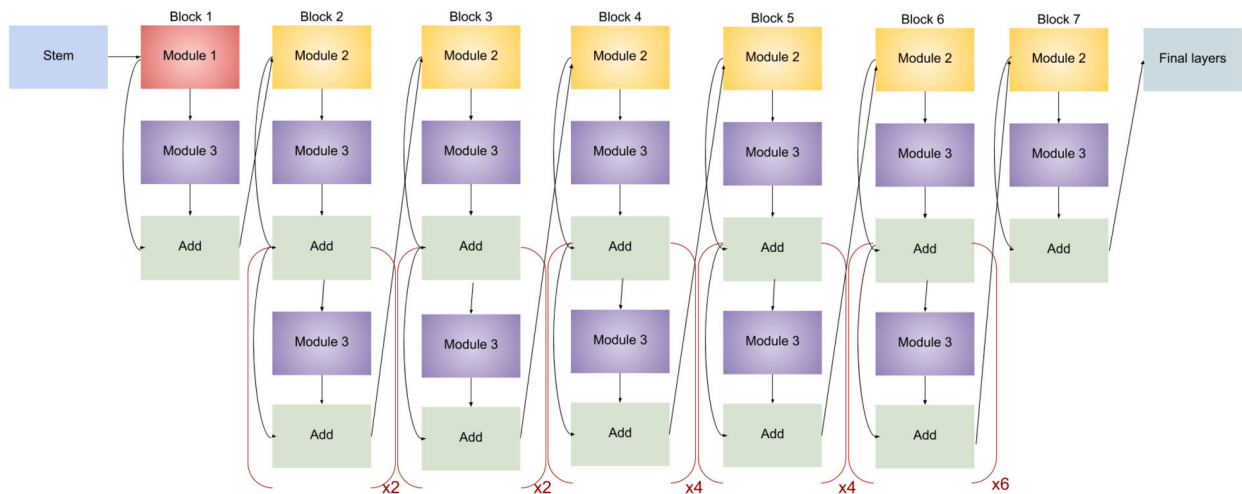 Block 1
Block 2
Block 3
Block 4
Block 5
Block 6
Block 7
Stem
Module 1
Module 2
Module 2
Module 2
Module 2
Module 2
Module 2
Final layers
Module 3
Module 3
Module 3
Module 3
Module 3
Module 3
Module 3
Add
Add
Add
Add
Add
Add
Add
Module 3
Module 3
Module 3
Module 3
Module 3
Add
Add
Add
Add
Add
x2
x2
x4
x4
x6